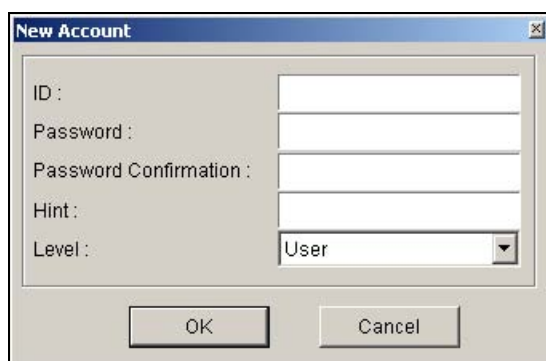 New Account
ID :
Password :
Password Confirmation :
Hint :
Level : User
OK Cancel